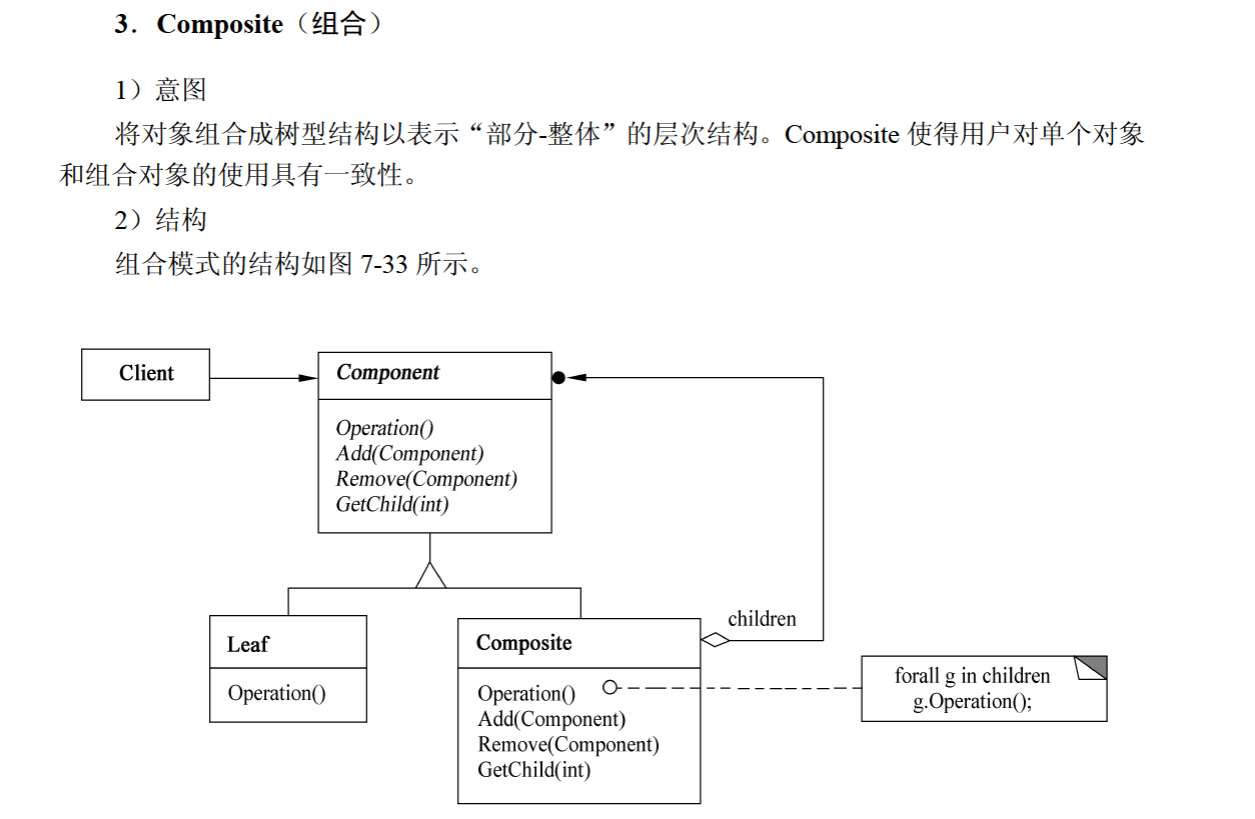 3．Composite（组合）
1）意图
将对象组合成树型结构以表示“部分-整体”的层次结构。Composite 使得用户对单个对象
和组合对象的使用具有一致性。
2）结构
组合模式的结构如图 7-33 所示。
Client
Component
Operation()
Add(Component)
Remove(Component)
GetChild(int)
children
Leaf
Operation()
Composite
Operation()
Add(Component)
Remove(Component)
GetChild(int)
forall g in children
g.Operation();